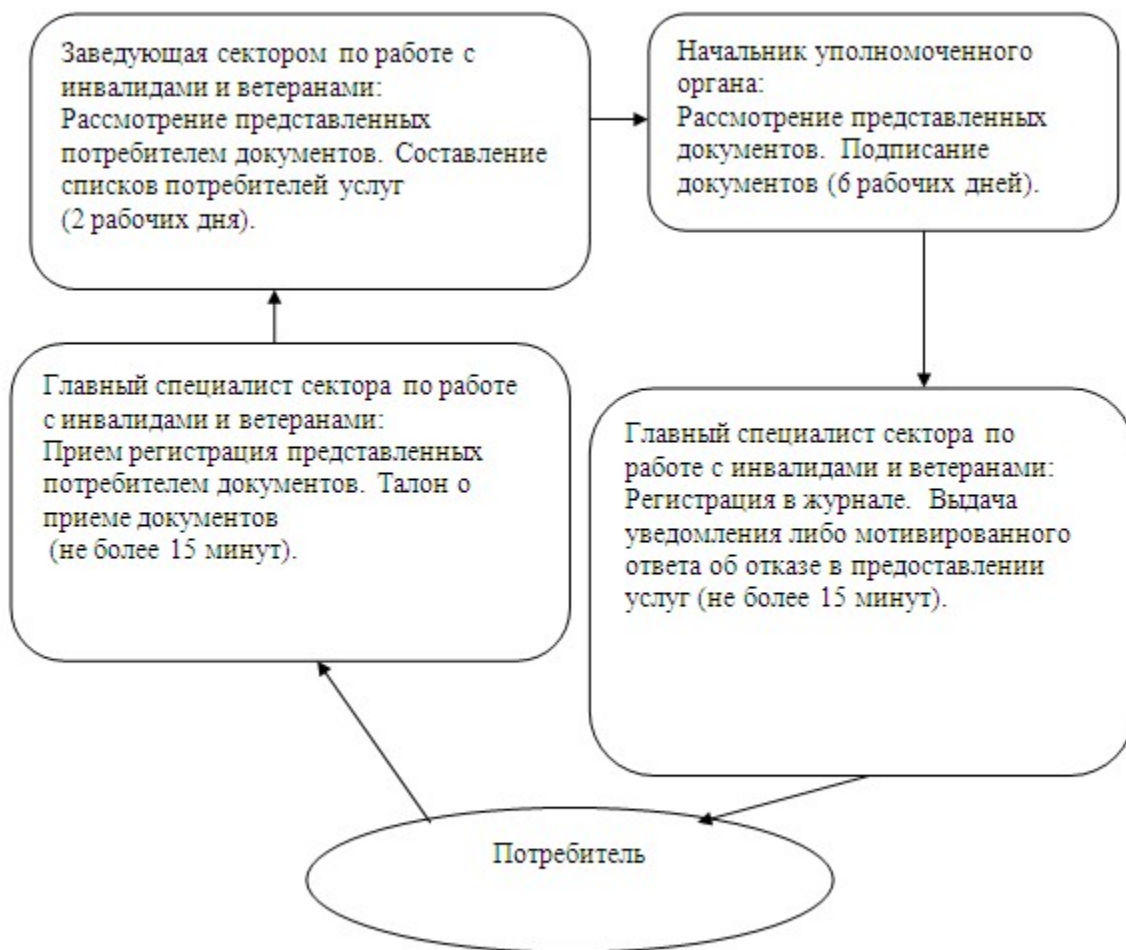 Заведующая сектором по работе с
инвалидами и ветеранами:
Рассмотрение представленных
потребителем документов. Составление
списков потребителей услуг
(2 рабочих дня).
Начальник уполномоченного
органа:
Рассмотрение представленных
документов. Подписание
документов (6 рабочих дней).
Главный специалист сектора по работе
с инвалидами и ветеранами:
Прием регистрация представленных
потребителем документов. Талон о
приеме документов
(не более 15 минут).
Главный специалист сектора по
работе с инвалидами и ветеранами:
Регистрация в журнале. Выдача
уведомления либо мотивированного
ответа об отказе в предоставлении
услуг (не более 15 минут).
Потребитель